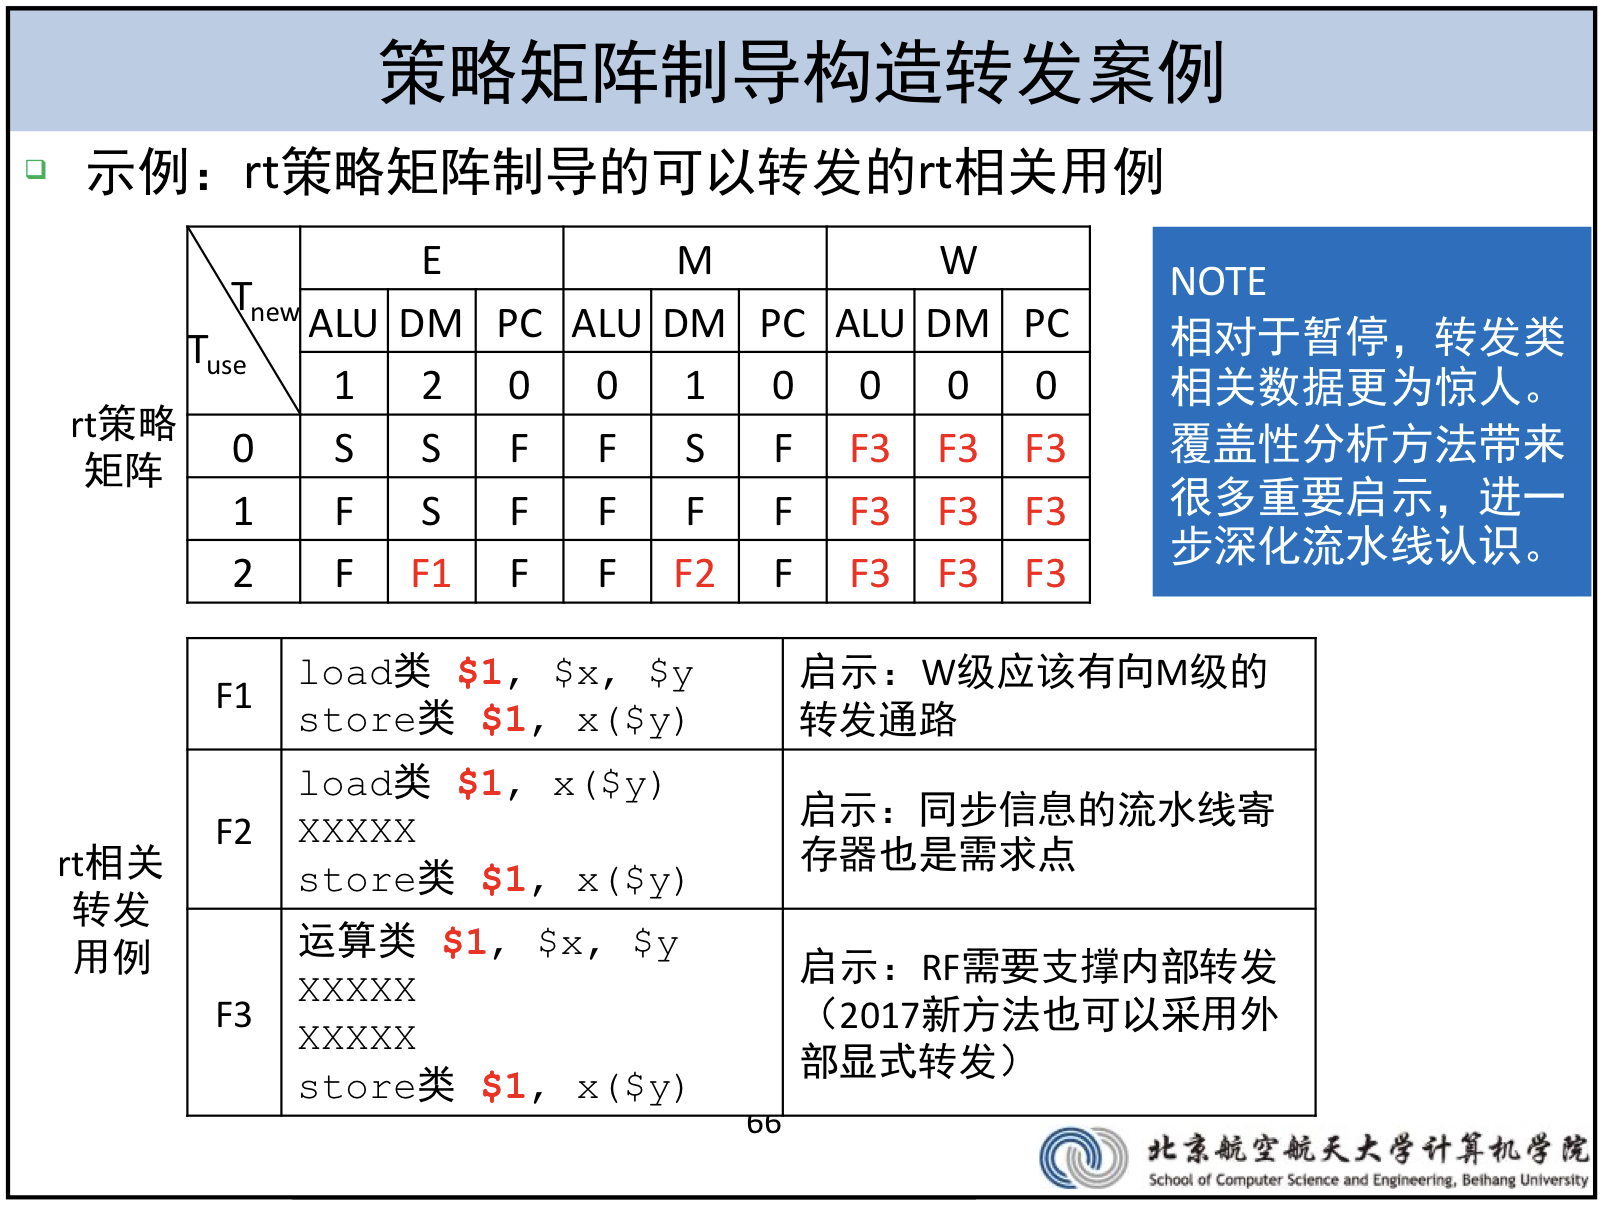 策略矩阵制导构造转发案例
示例：rt策略矩阵制导的可以转发的rt相关用例
Tnew
Tuse
E M W
ALU DM PC ALU DM PC ALU DM PC
1 2 0 0 1 0 0 0 0
0 S S F F S F F3 F3 F3
1 F S F F F F F3 F3 F3
2 F F1 F F F2 F F3 F3 F3
rt策略
矩阵
NOTE
相对于暂停，转发类
相关数据更为惊人。
覆盖性分析方法带来
很多重要启示，进一
步深化流水线认识。
rt相关
转发
用例
F1
load类 $1, $x, $y
store类 $1, x($y)
启示：W级应该有向M级的
转发通路
F2
load类 $1, x($y)
XXXXX
store类 $1, x($y)
启示：同步信息的流水线寄
存器也是需求点
F3
运算类 $1, $x, $y
XXXXX
XXXXX
store类 $1, x($y)
启示：RF需要支撑内部转发
（2017新方法也可以采用外
部显式转发）
66
北京航空航天大学计算机学院
School of Computer Science and Engineering, Beihang University